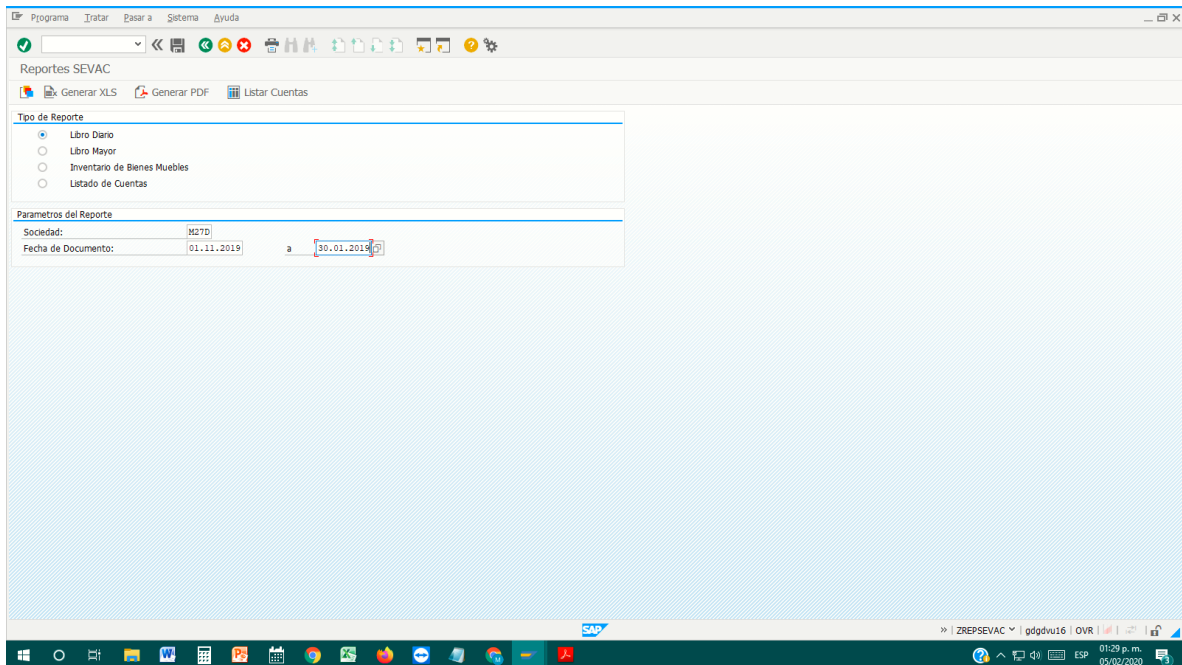 Programa Tratar Pasar a Sistema Ayuda
Reportes SEVAC
Generar XLS Generar PDF Listar Cuentas
Tipo de Reporte
Libro Diario
Libro Mayor
Inventario de Bienes Muebles
Listado de Cuentas
Parametros del Reporte
Sociedad: M27D
Fecha de Documento: 01.11.2019 a 30.01.2019
SAP
ZREPSEVAC gdgdvu16 OVR
ESP 01:29 p. m.
05/02/2020